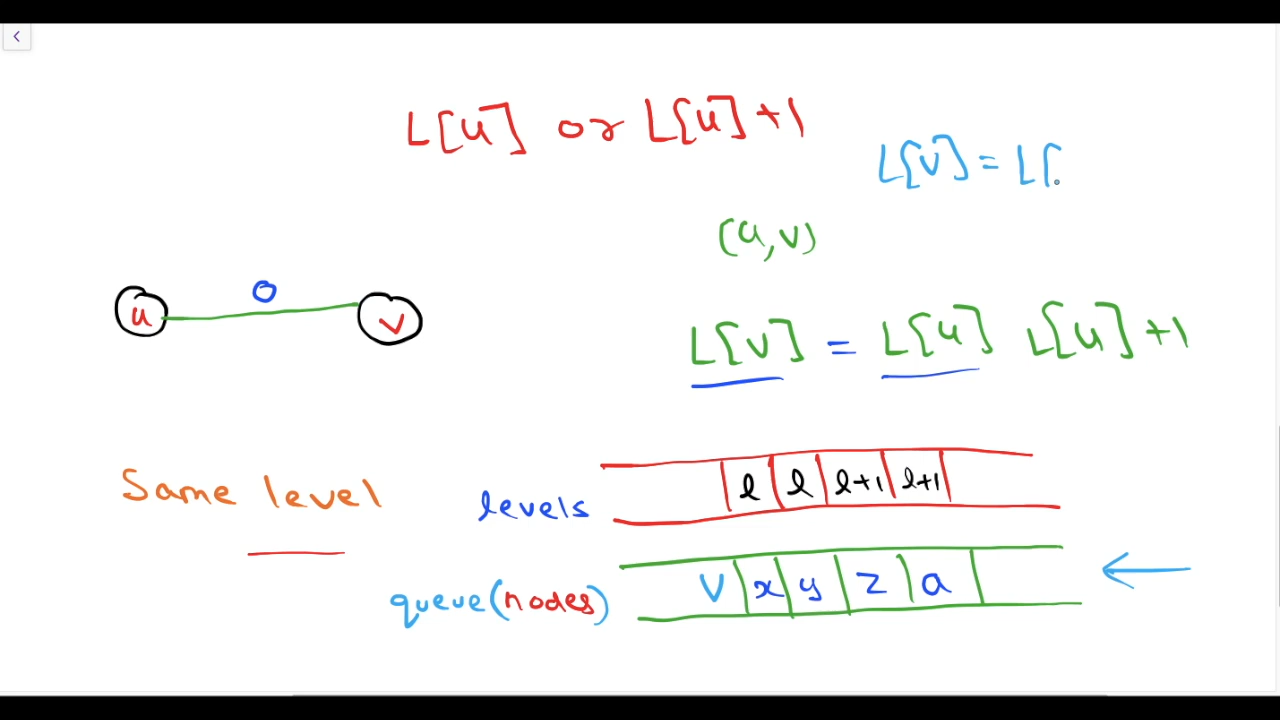 L[u] or L[u]+1
L[v] = L[
(u,v)
0
u
v
L[v] = L[u] L[u]+1
Same level
levels
l l l+1 l+1
queue(nodes)
v x y z a